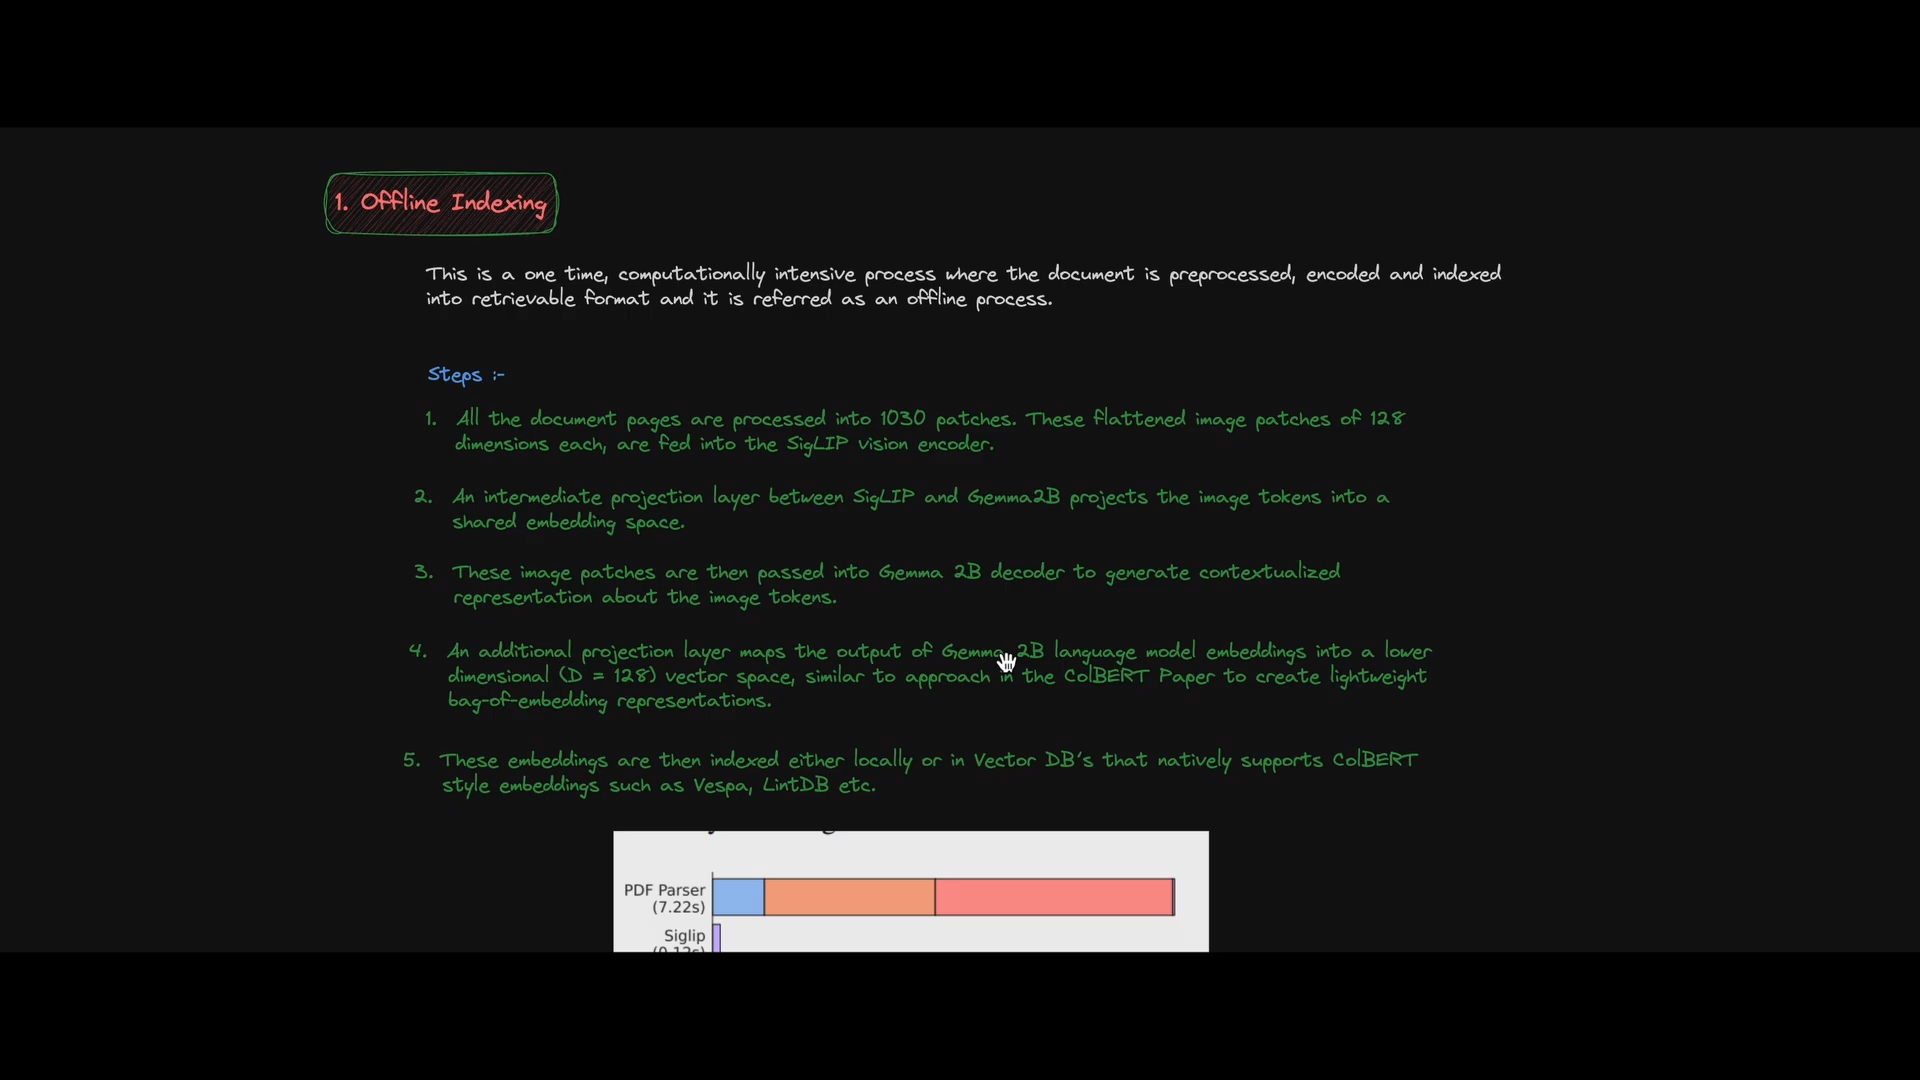 1. Offline Indexing
This is a one time, computationally intensive process where the document is preprocessed, encoded and indexed
into retrievable format and it is referred as an offline process.
Steps :-
1. All the document pages are processed into 1030 patches. These flattened image patches of 128
dimensions each, are fed into the SigLIP vision encoder.
2. An intermediate projection layer between SigLIP and Gemma2B projects the image tokens into a
shared embedding space.
3. These image patches are then passed into Gemma 2B decoder to generate contextualized
representation about the image tokens.
4. An additional projection layer maps the output of Gemma 2B language model embeddings into a lower
dimensional (D = 128) vector space, similar to approach in the ColBERT Paper to create lightweight
bag-of-embedding representations.
5. These embeddings are then indexed either locally or in Vector DB's that natively supports ColBERT
style embeddings such as Vespa, LintDB etc.
PDF Parser
(7.22s)
Siglip